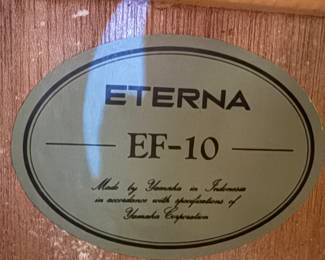 ETERNA
EF-10
Made by Yamaha in Indonesia
in accordance with specifications of
Yamaha Corporation